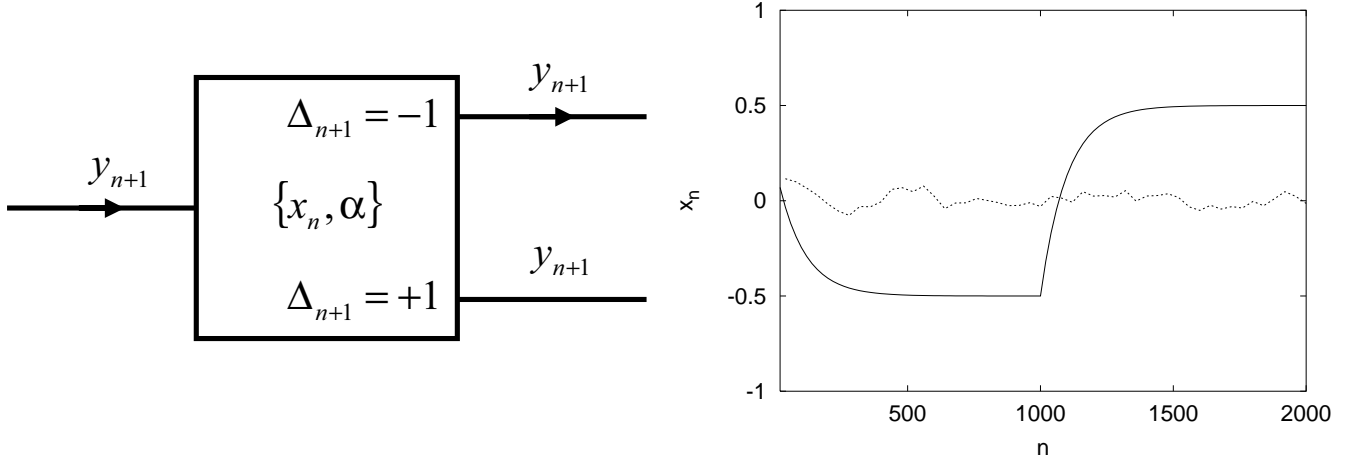 y_{n+1}
Δ_{n+1} = −1
y_{n+1}
{x_n, α}
Δ_{n+1} = +1
y_{n+1}
1
0.5
0
-0.5
-1
x_n
500
1000
1500
2000
n